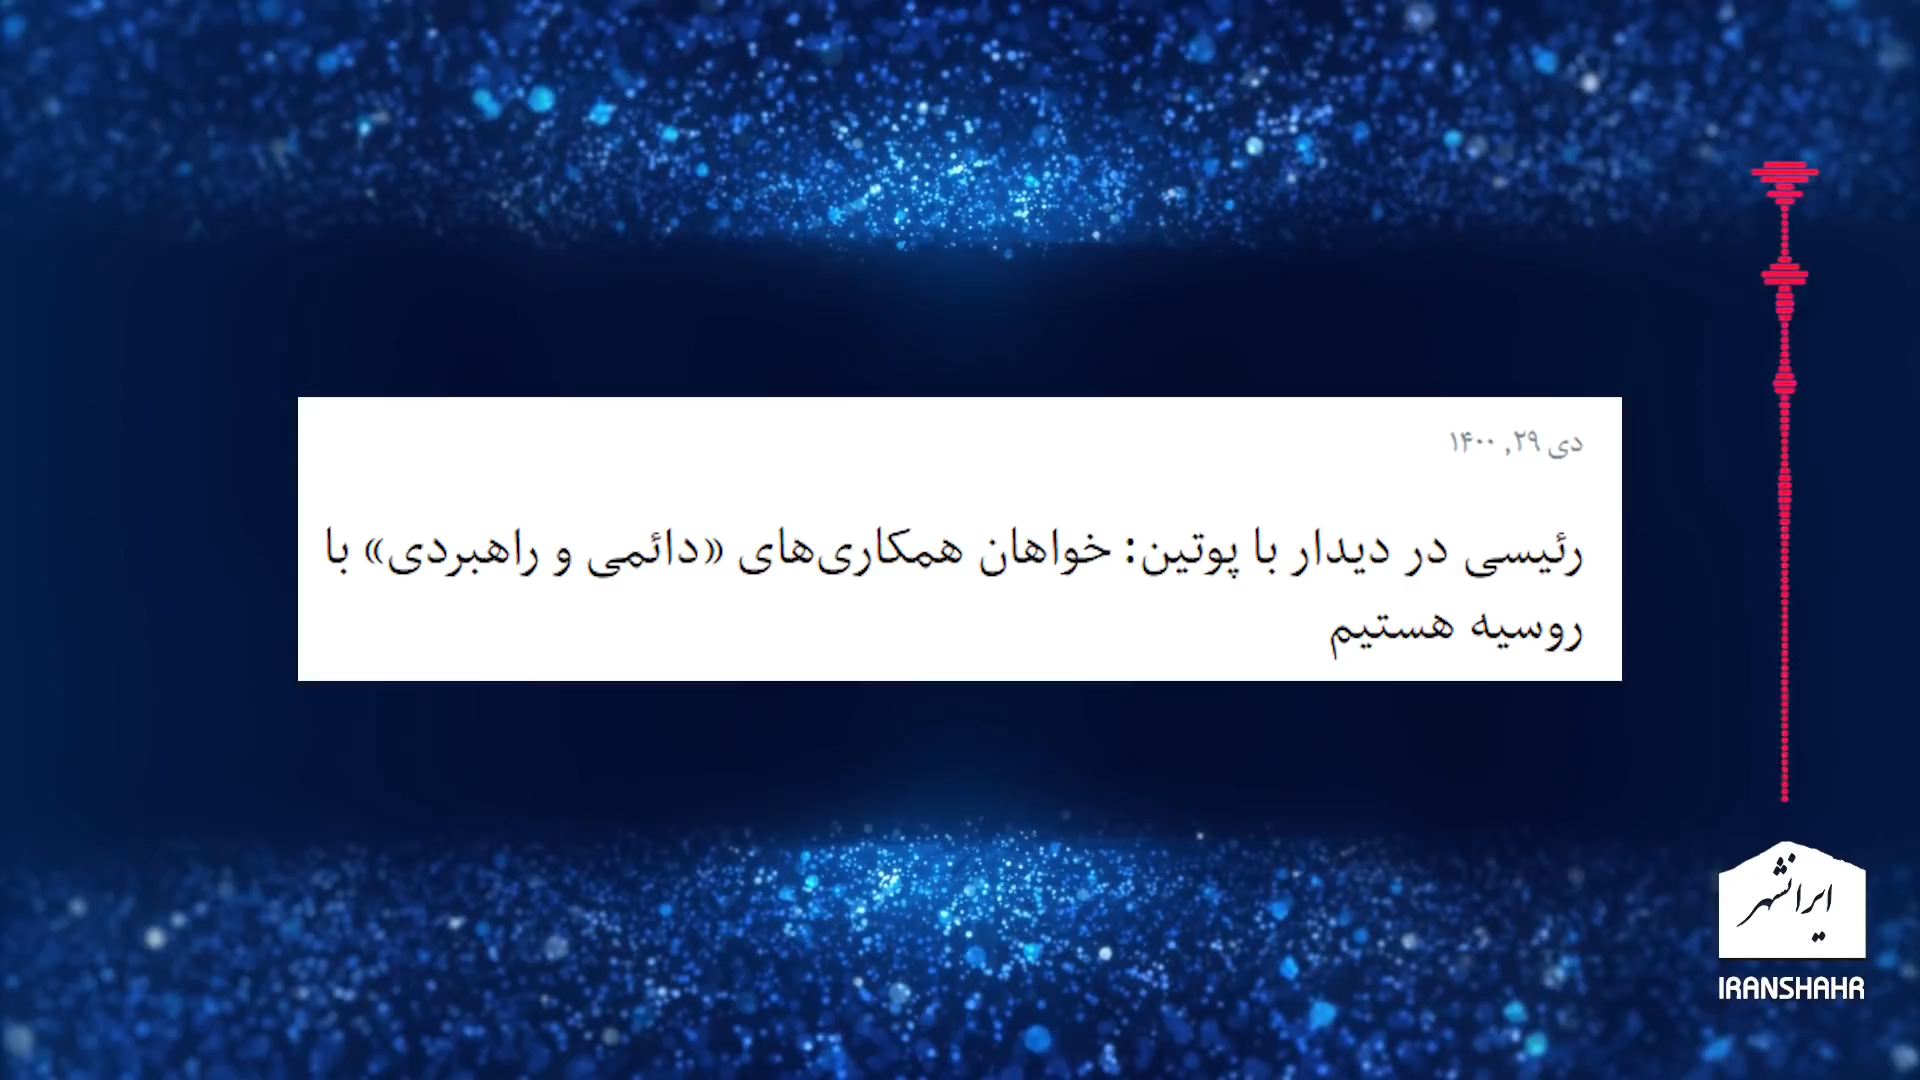 دی ۲۹, ۱۴۰۰
رئیسی در دیدار با پوتین: خواهان همکاری‌های «دائمی و راهبردی» با
روسیه هستیم
ایرانشهر
IRANSHAHR